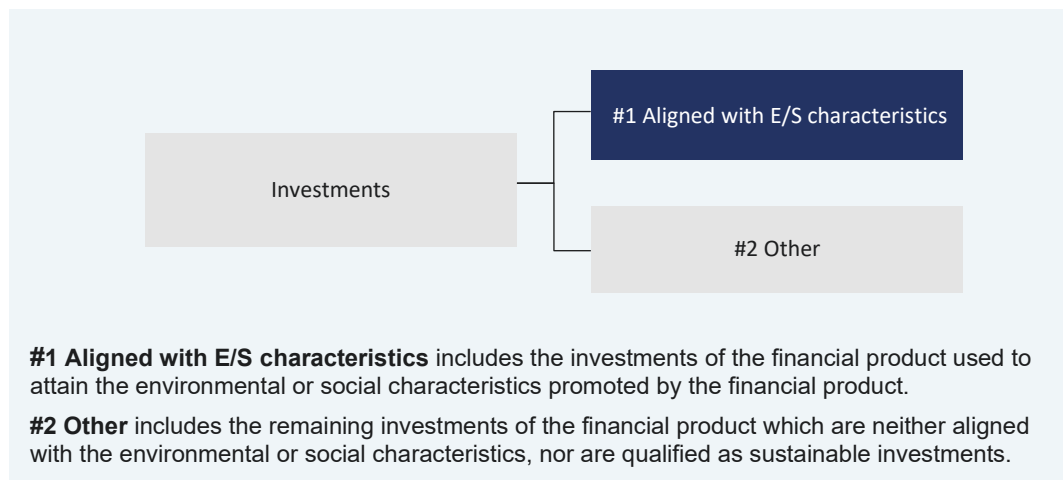 #1 Aligned with E/S characteristics
Investments
#2 Other
#1 Aligned with E/S characteristics includes the investments of the financial product used to
attain the environmental or social characteristics promoted by the financial product.
#2 Other includes the remaining investments of the financial product which are neither aligned
with the environmental or social characteristics, nor are qualified as sustainable investments.